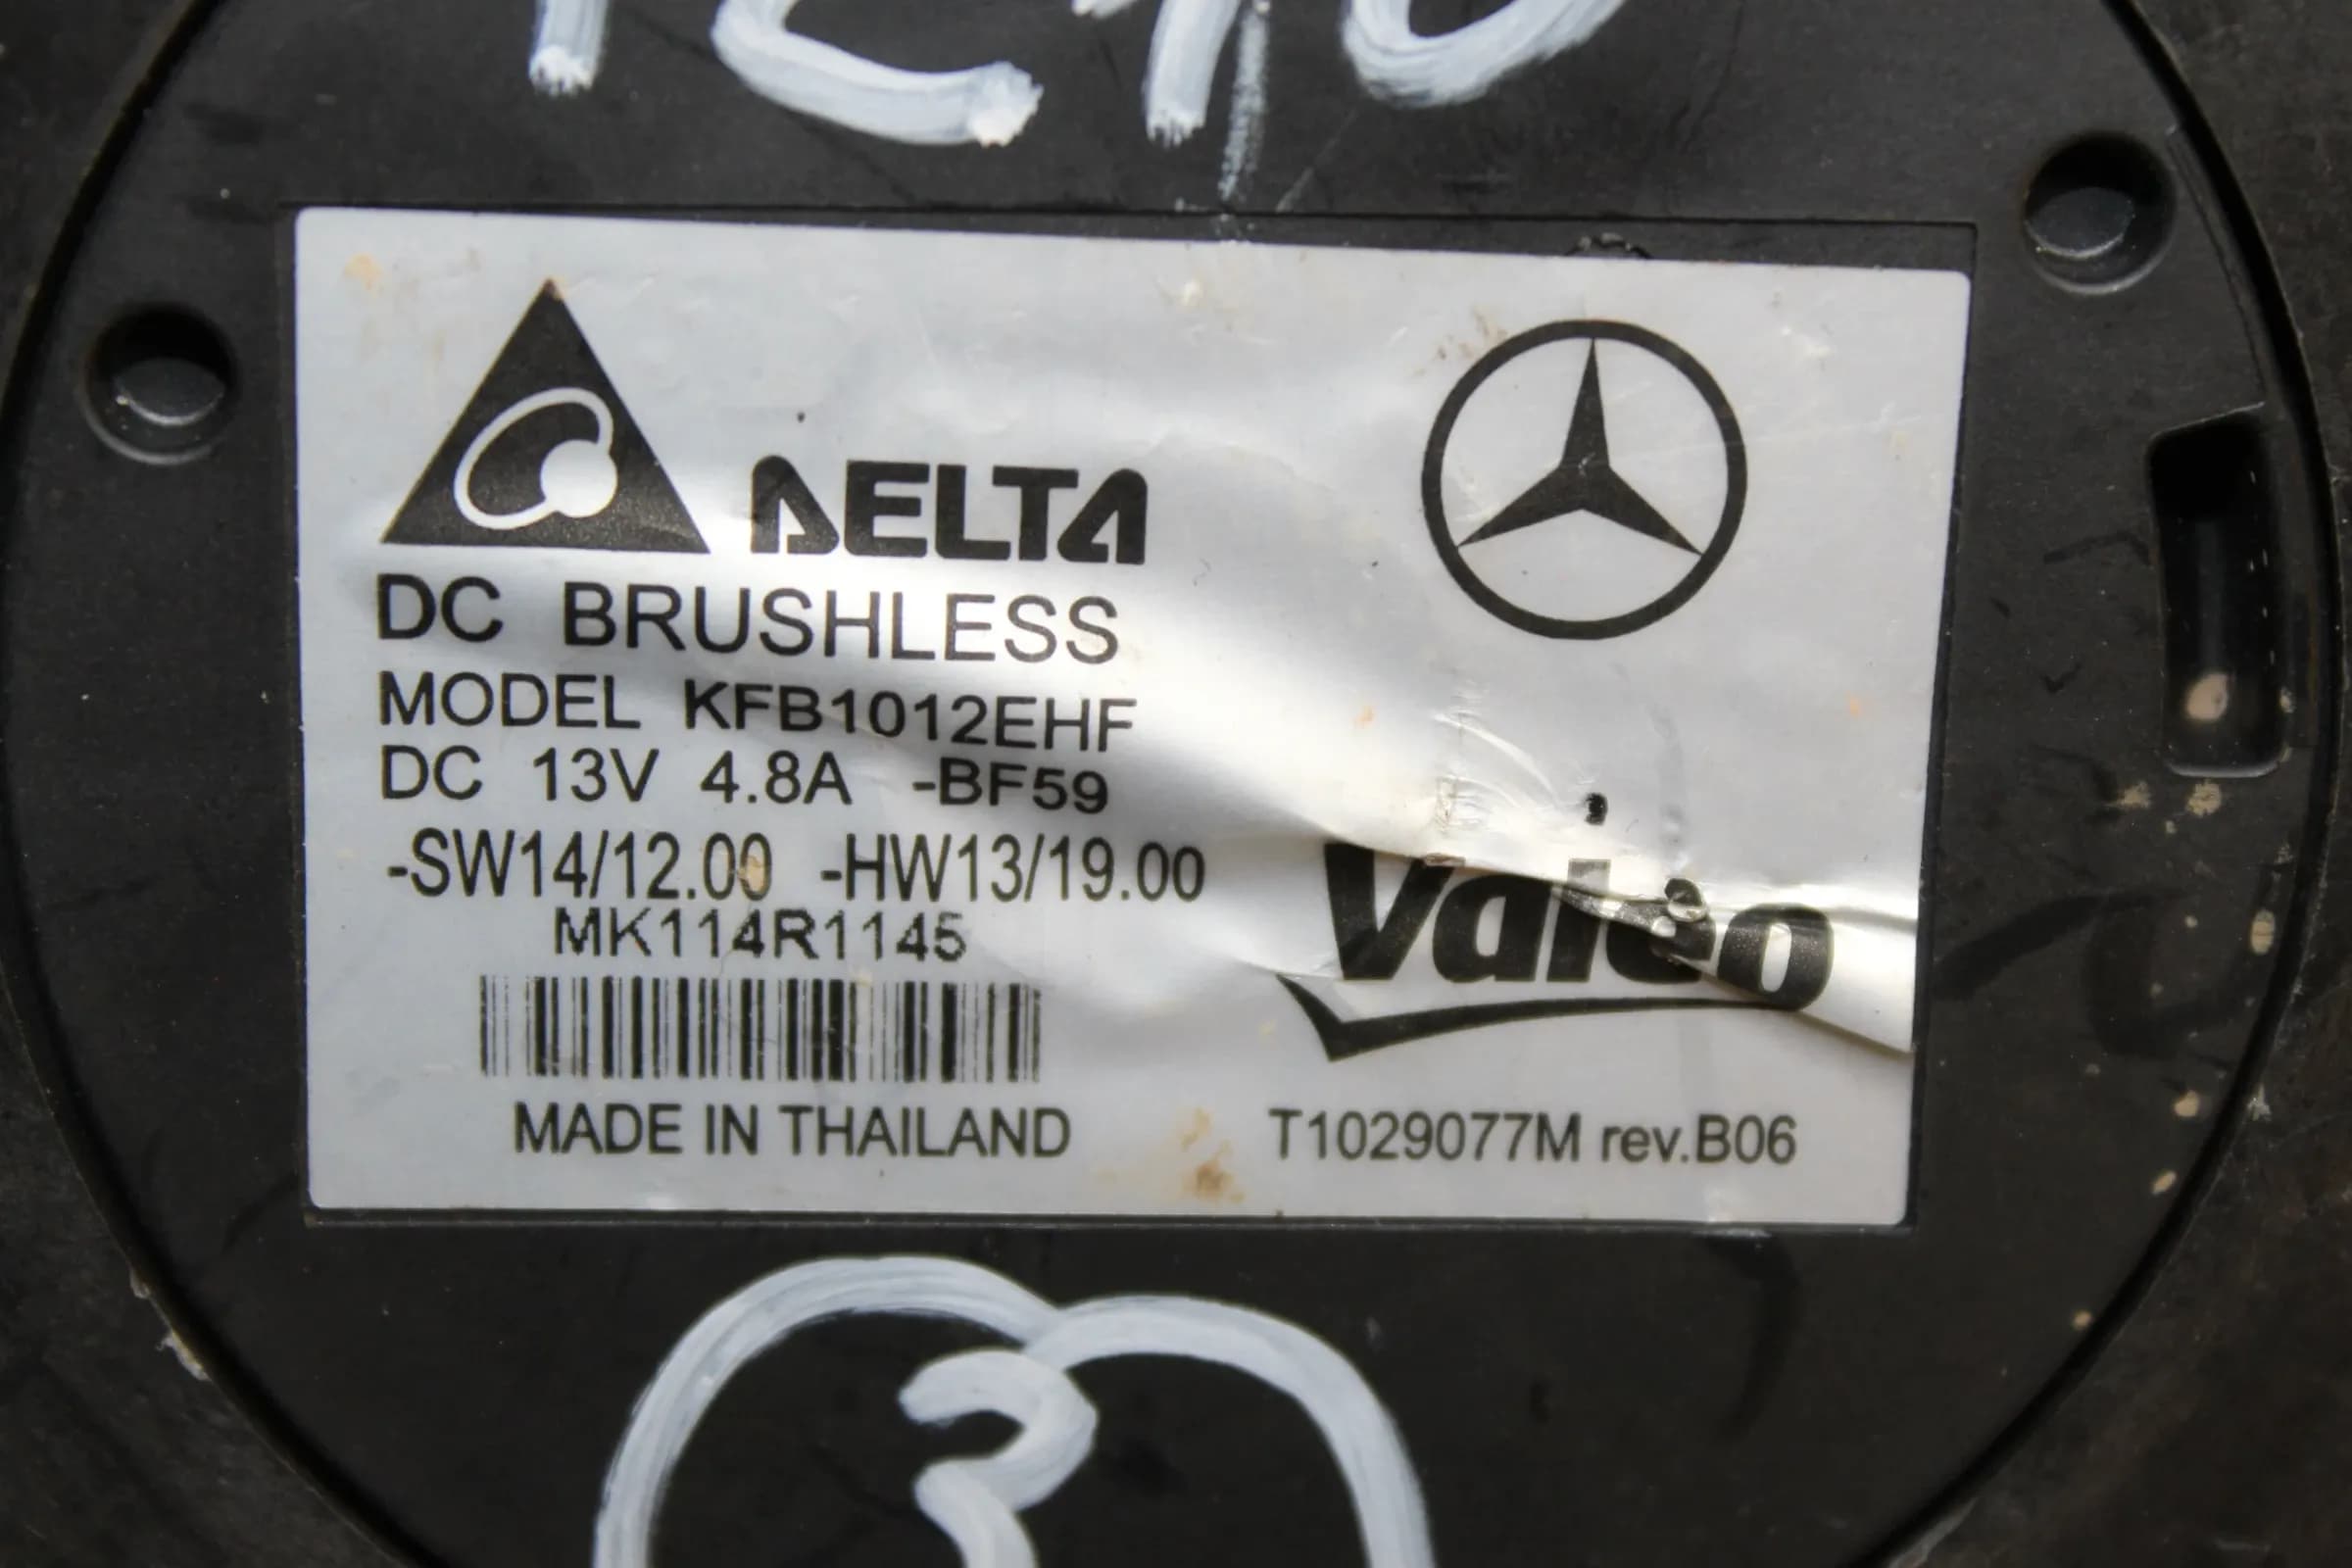 DELTA
DC BRUSHLESS
MODEL KFB1012EHF
DC 13V 4.8A -BF59
-SW14/12.00 -HW13/19.00
MK114R1145
MADE IN THAILAND
Valeo
T1029077M rev.B06
3